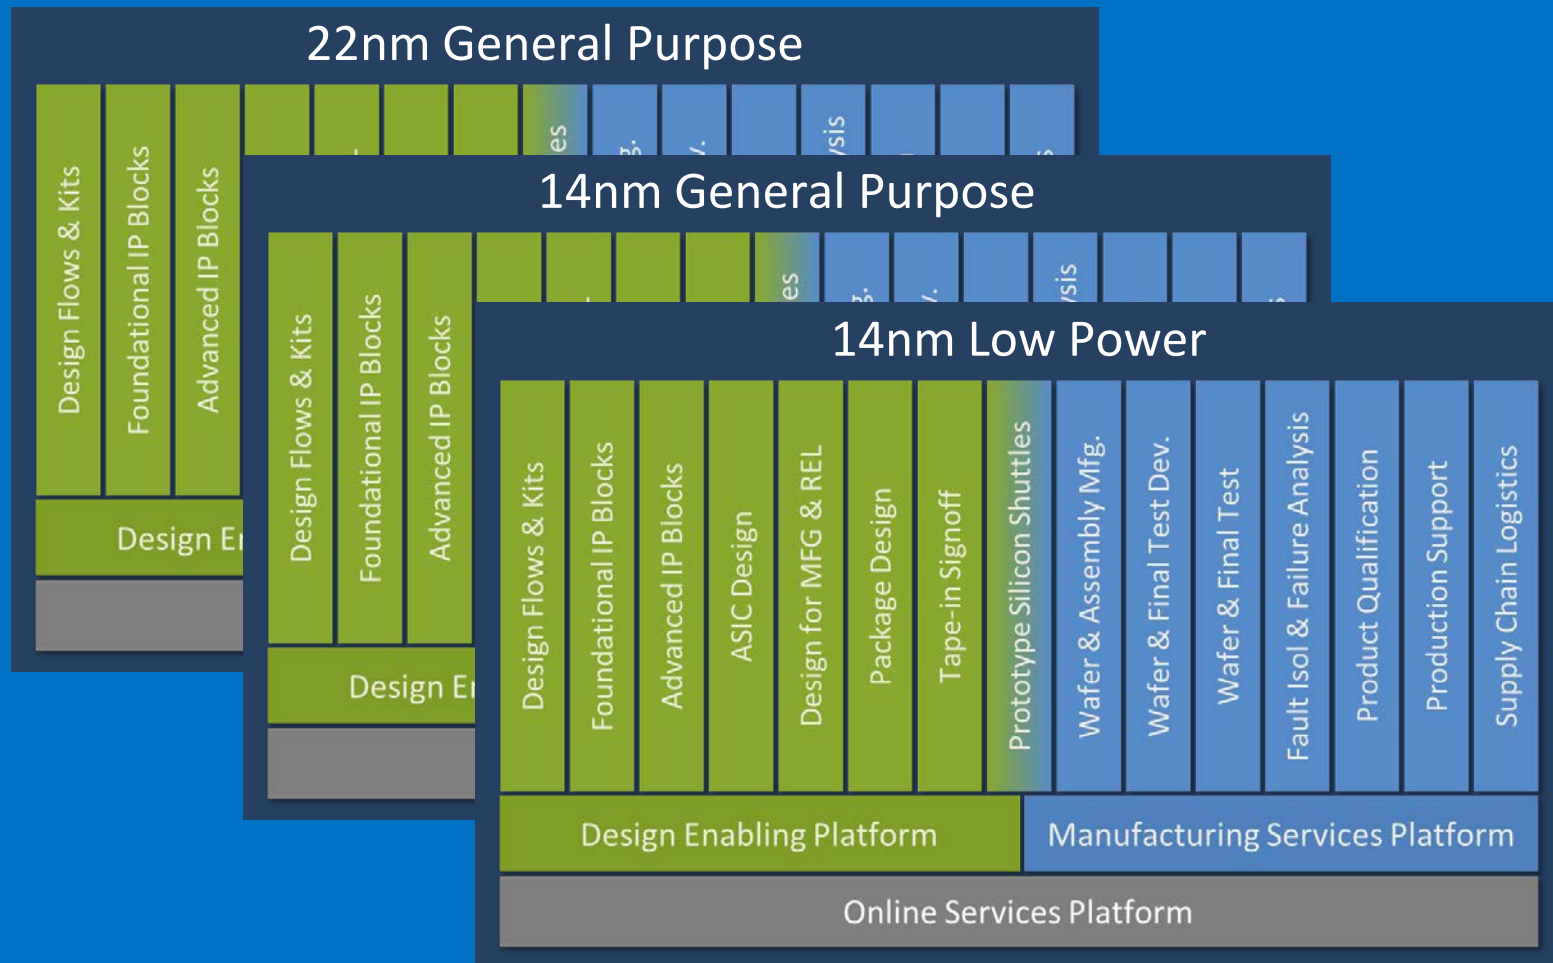 22nm General Purpose
Design Flows & Kits
Foundational IP Blocks
Advanced IP Blocks
Design
14nm General Purpose
Design Flows & Kits
Foundational IP Blocks
Advanced IP Blocks
Design
14nm Low Power
Design Flows & Kits
Foundational IP Blocks
Advanced IP Blocks
ASIC Design
Design for MFG & REL
Package Design
Tape-in Signoff
Prototype Silicon Shuttles
Wafer & Assembly Mfg.
Wafer & Final Test Dev.
Wafer & Final Test
Fault Isol & Failure Analysis
Product Qualification
Production Support
Supply Chain Logistics
Design Enabling Platform
Manufacturing Services Platform
Online Services Platform